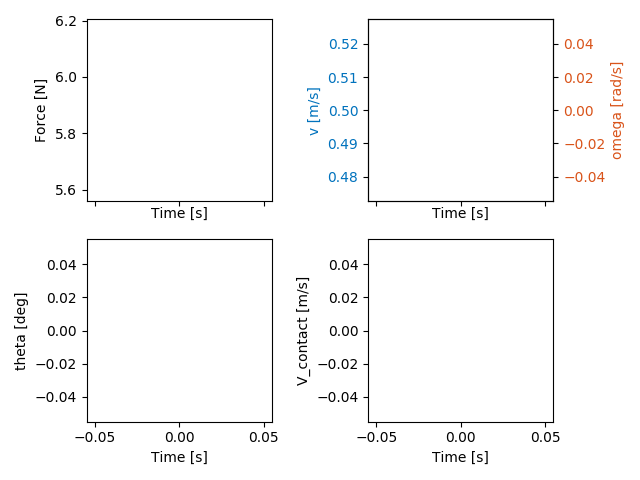 6.2
6.0
5.8
5.6
Force [N]
Time [s]
0.52
0.51
0.50
0.49
0.48
v [m/s]
0.04
0.02
0.00
−0.02
−0.04
omega [rad/s]
Time [s]
0.04
0.02
0.00
−0.02
−0.04
theta [deg]
−0.05 0.00 0.05
Time [s]
0.04
0.02
0.00
−0.02
−0.04
V_contact [m/s]
−0.05 0.00 0.05
Time [s]